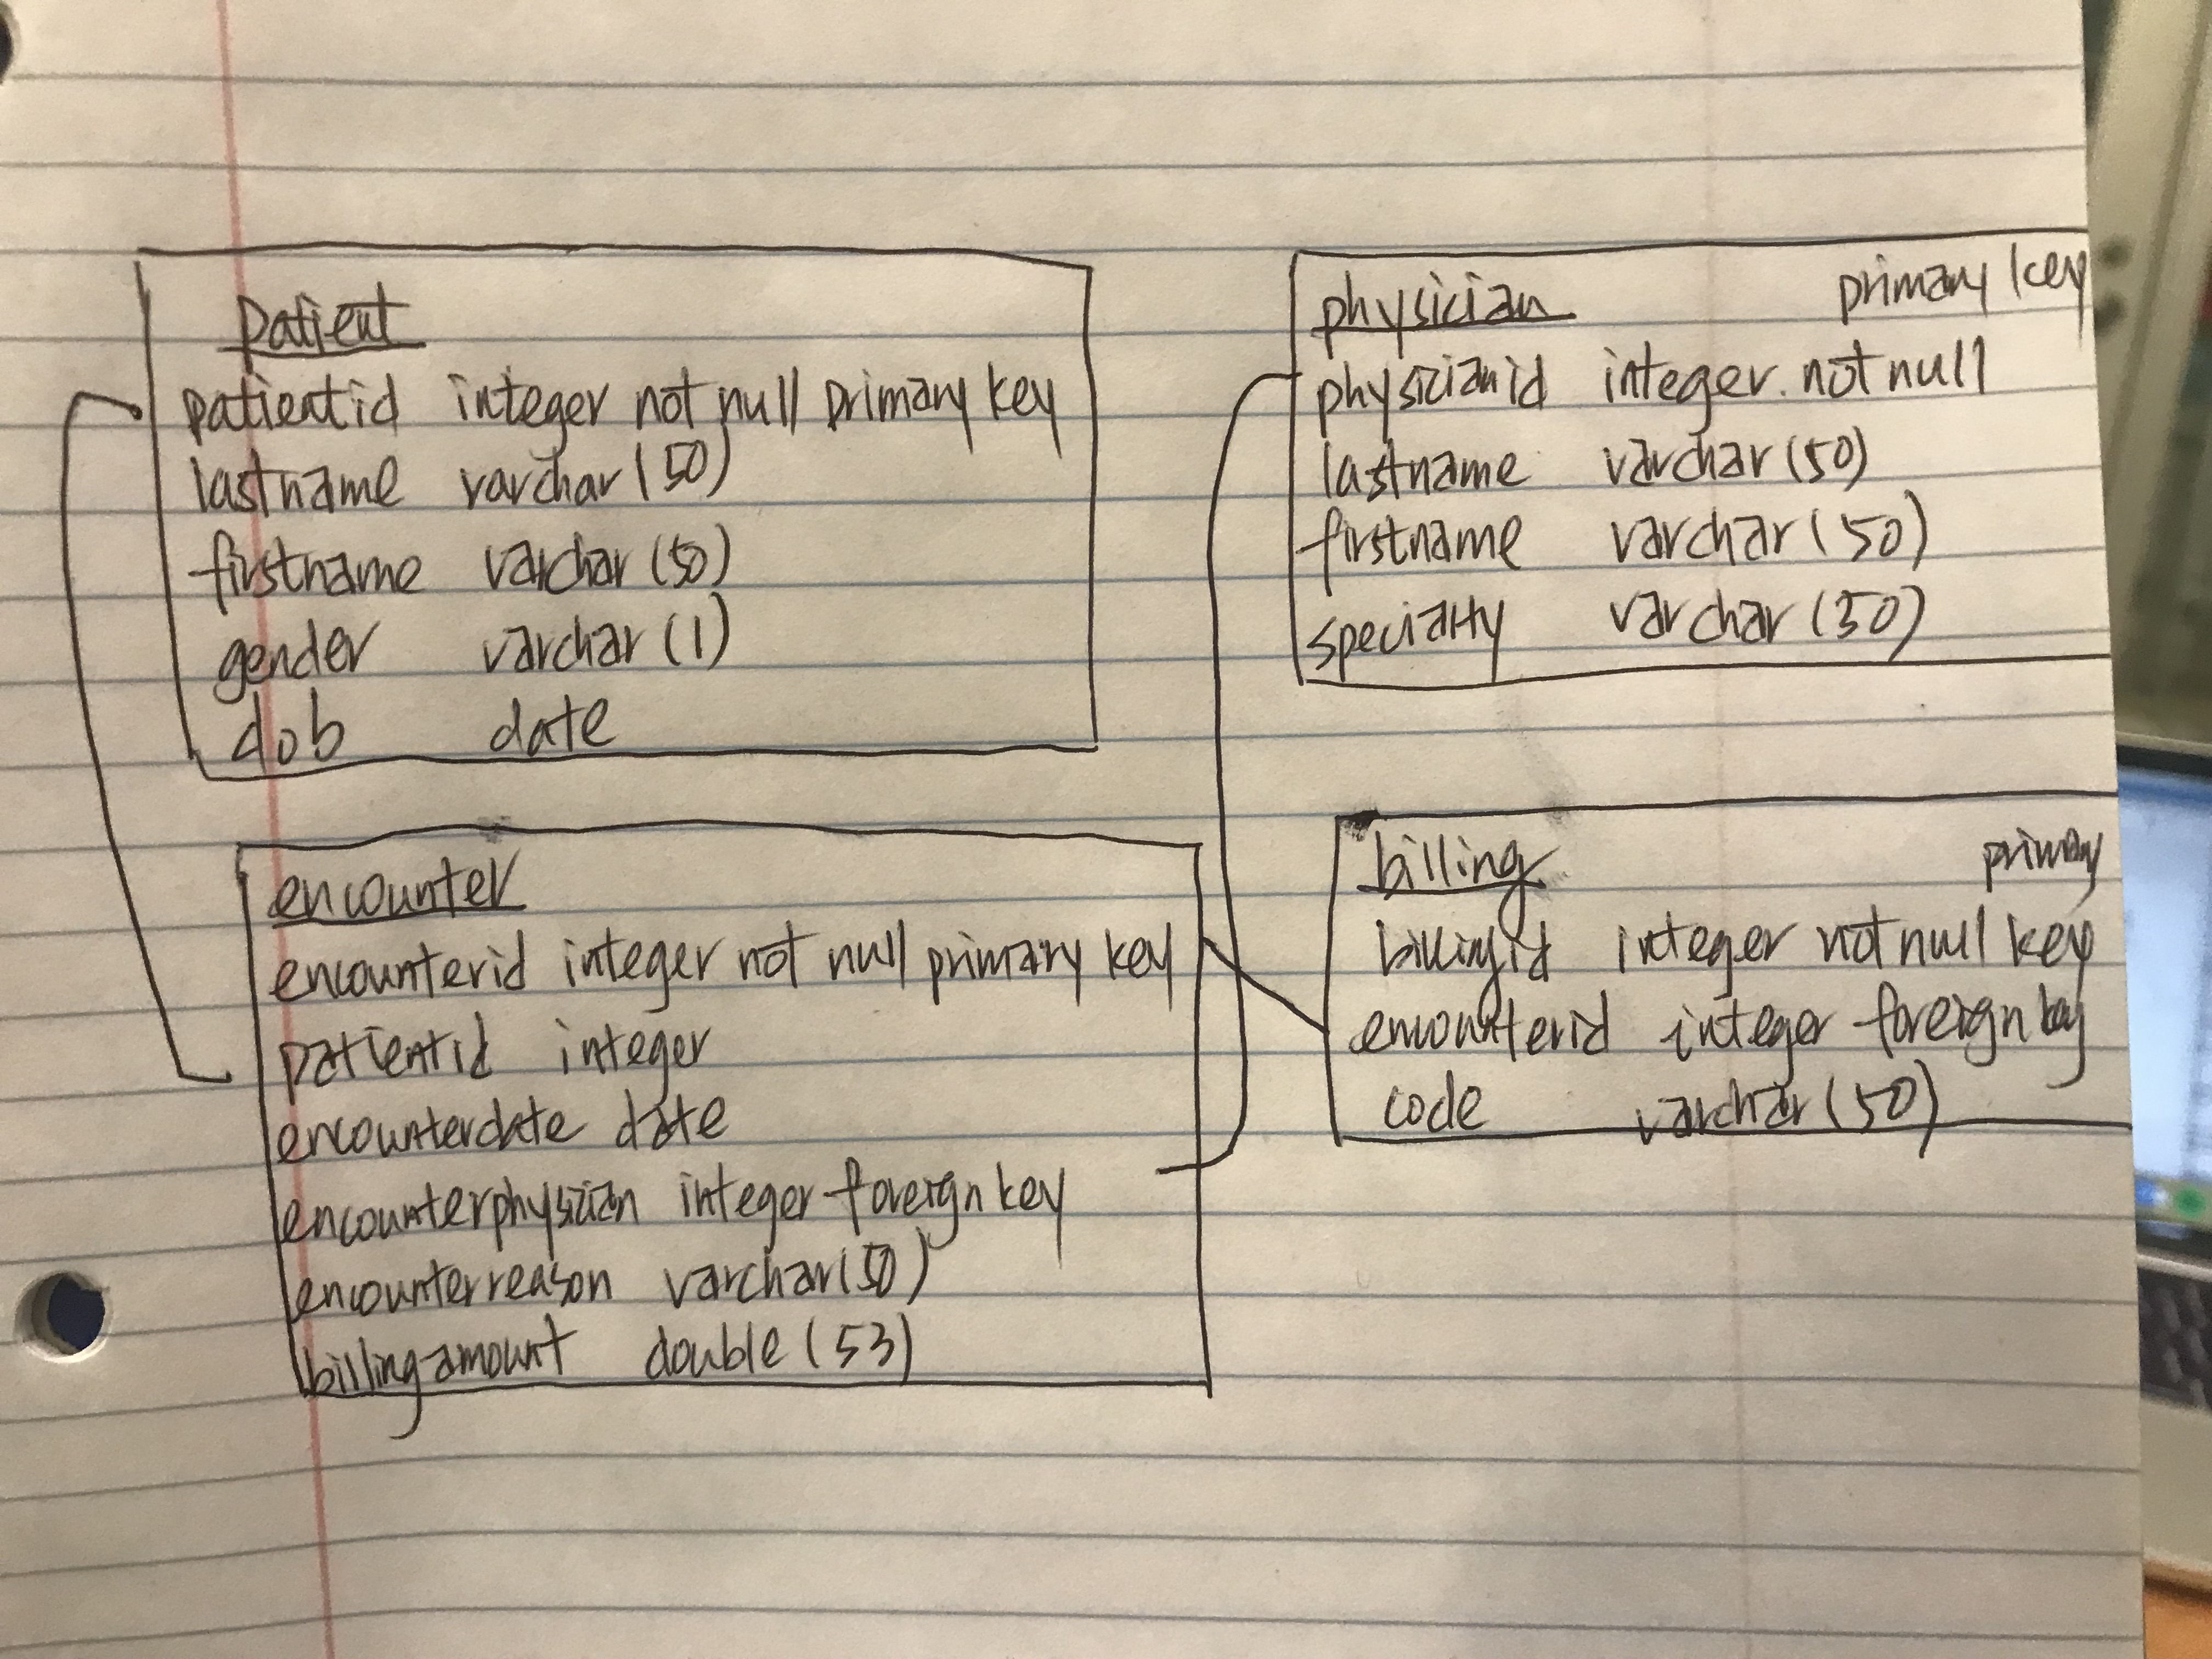 patient
patientid integer not null primary key
lastname varchar (50)
firstname varchar (50)
gender varchar (1)
dob date
physician primary key
physicianid integer not null
lastname varchar (50)
firstname varchar (50)
specialty varchar (50)
encounter
encounterid integer not null primary key
patientid integer
encounterdate date
encounterphysician integer foreign key
encounterreason varchar (50)
billingamount double (53)
billing primary
billingid integer not null key
encounterid integer foreign key
code varchar (50)